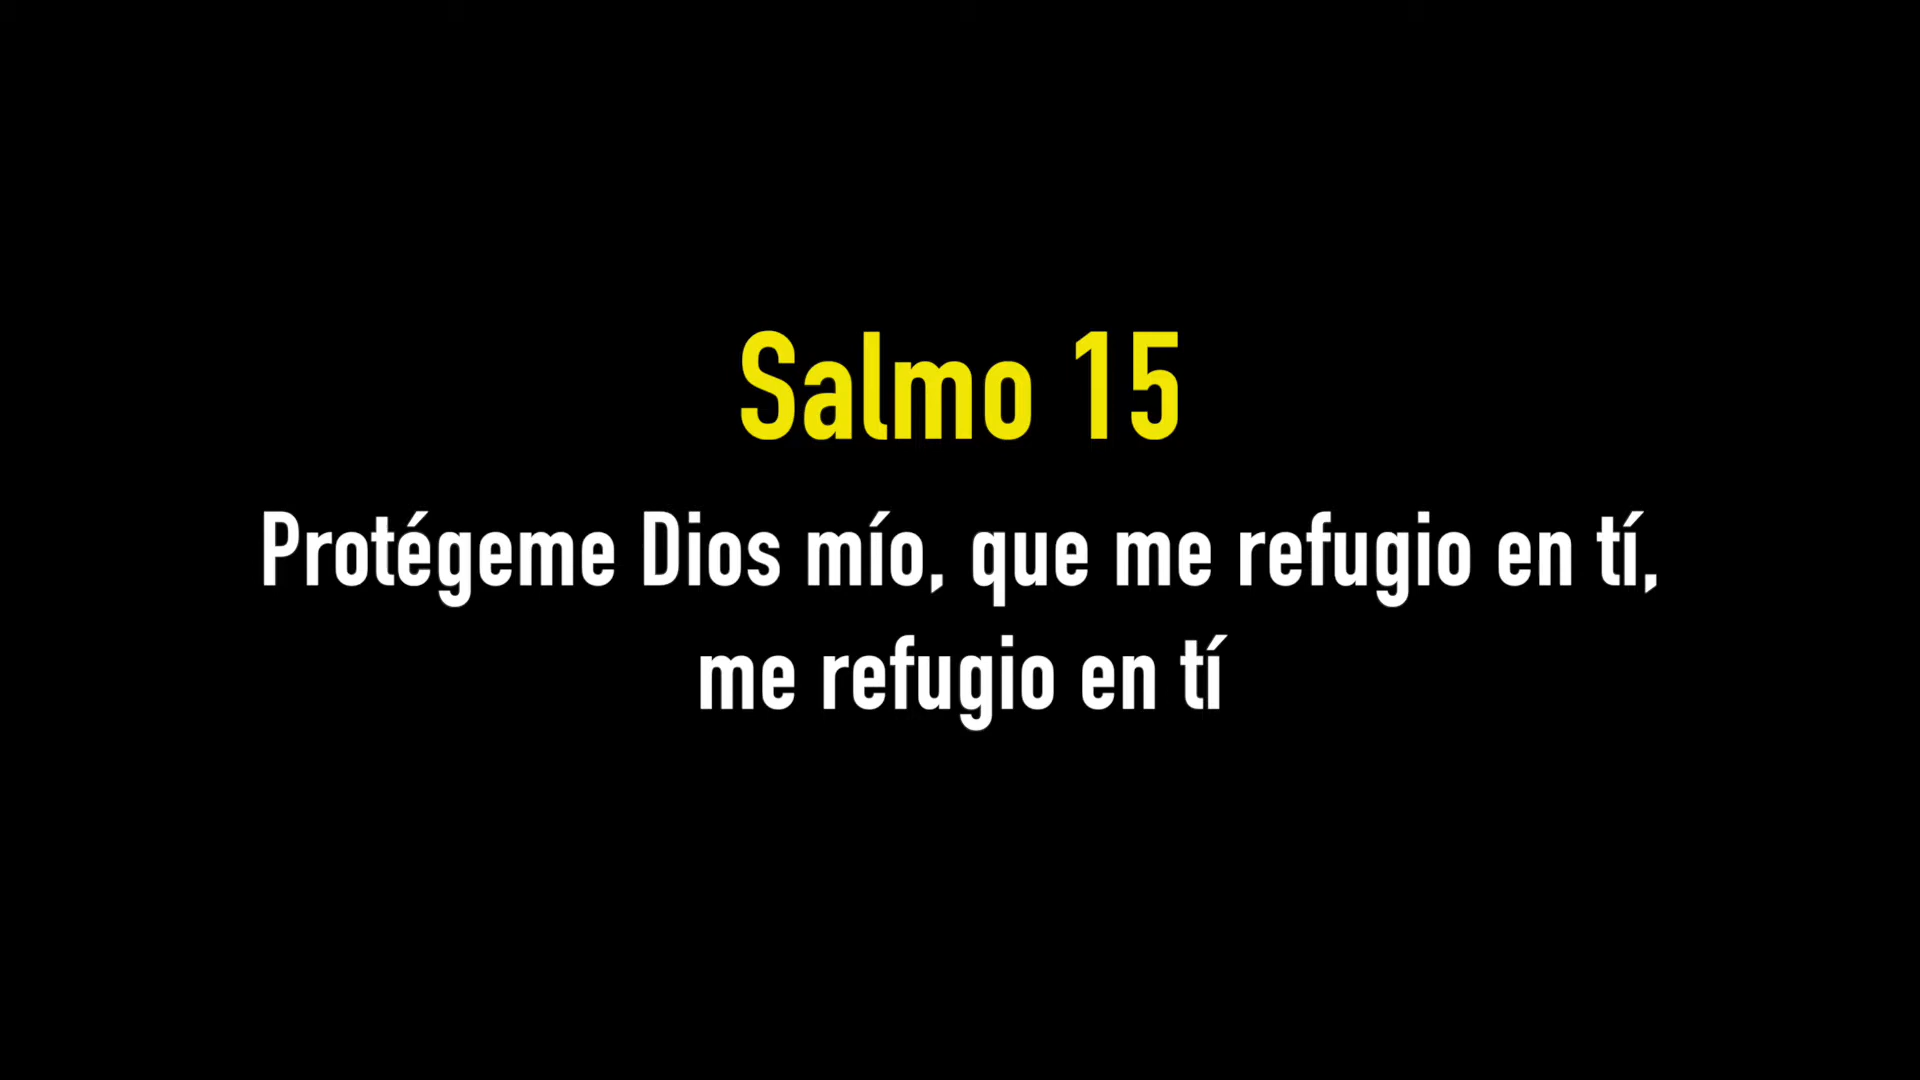 Salmo 15
Protégeme Dios mío, que me refugio en tí,
me refugio en tí